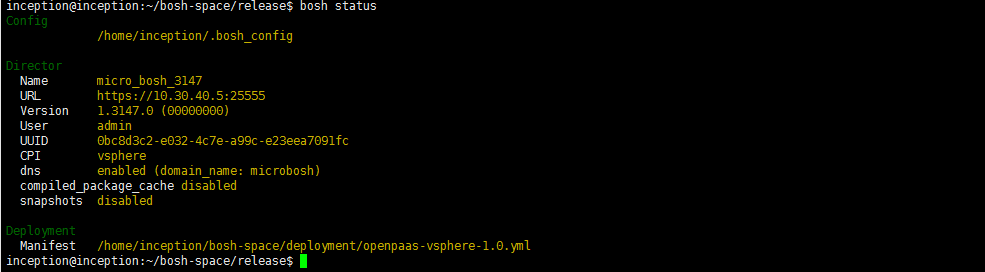 inception@inception:~/bosh-space/release$ bosh status
Config
/home/inception/.bosh_config
Director
Name micro_bosh_3147
URL https://10.30.40.5:25555
Version 1.3147.0 (00000000)
User admin
UUID 0bc8d3c2-e032-4c7e-a99c-e23eea7091fc
CPI vsphere
dns enabled (domain_name: microbosh)
compiled_package_cache disabled
snapshots disabled
Deployment
Manifest /home/inception/bosh-space/deployment/openpaas-vsphere-1.0.yml
inception@inception:~/bosh-space/release$